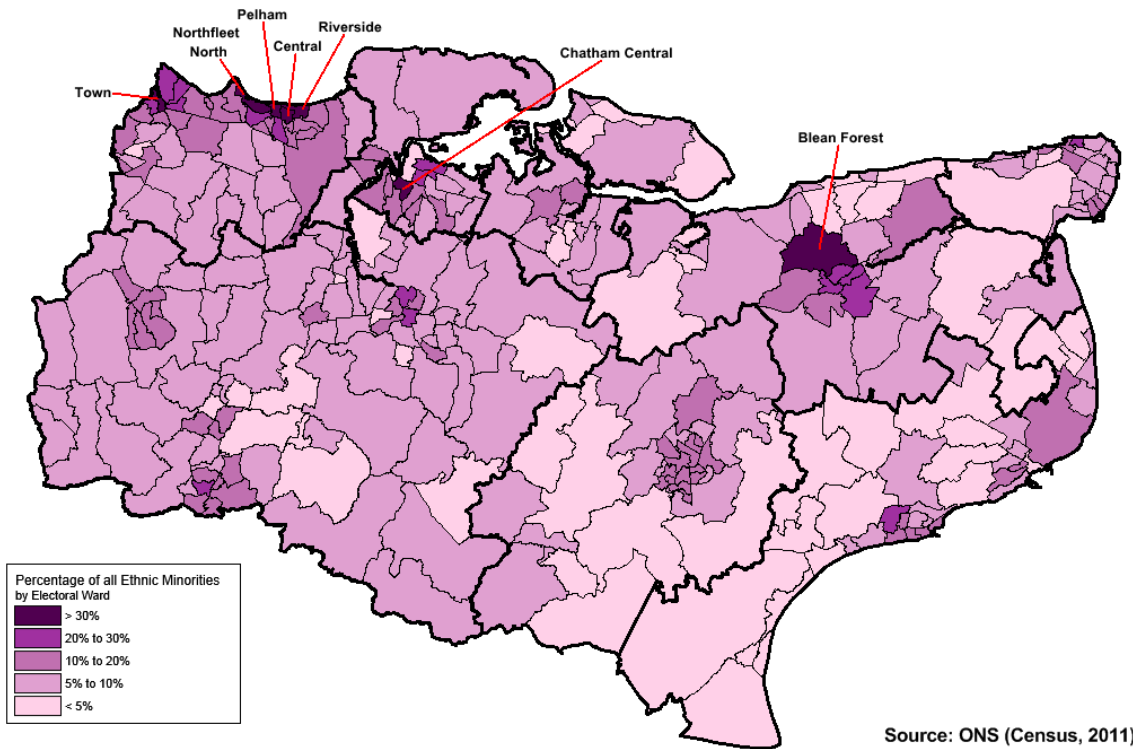 Pelham
Northfleet
North
Riverside
Central
Chatham Central
Town
Blean Forest
Percentage of all Ethnic Minorities
by Electoral Ward
> 30%
20% to 30%
10% to 20%
5% to 10%
< 5%
Source: ONS (Census, 2011)